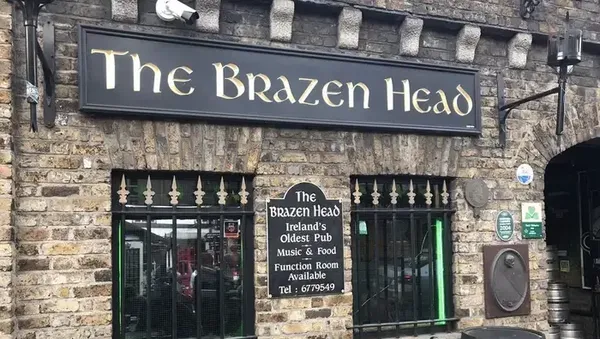 The Brazen Head
The
Brazen Head
Ireland's
Oldest Pub
Music & Food
Function Room
Available
Tel : 6779549